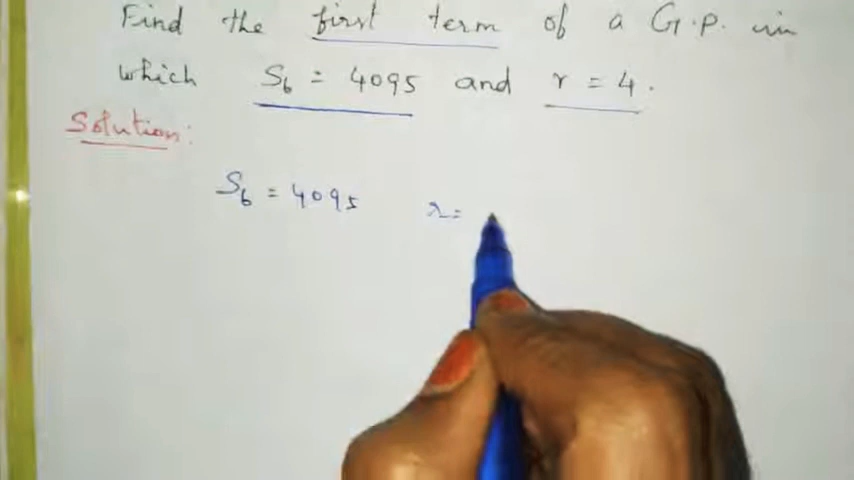 Find the first term of a G.P. in
which S6 = 4095 and r = 4.
Solution:
S6 = 4095 r =